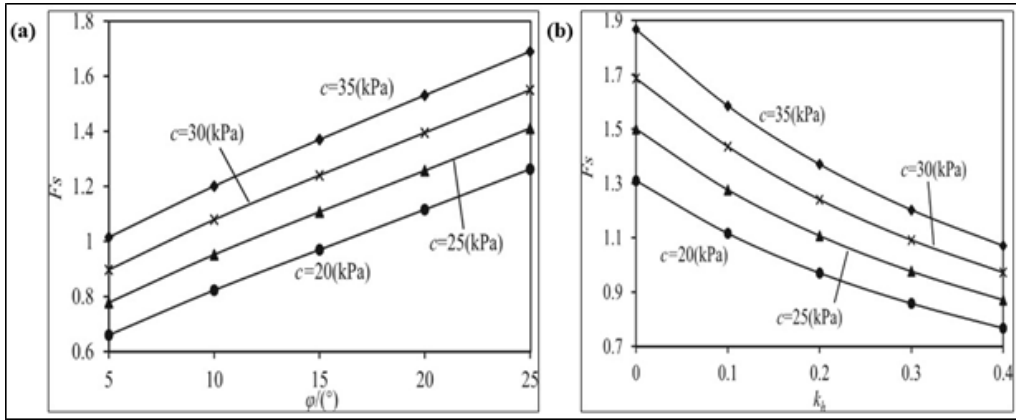 (a)
1.8
1.6
1.4
1.2
1
0.8
0.6
Fs
c=35(kPa)
c=30(kPa)
c=25(kPa)
c=20(kPa)
5
10
15
20
25
φ/(°)
(b)
1.9
1.7
1.5
1.3
1.1
0.9
0.7
Fs
c=35(kPa)
c=30(kPa)
c=20(kPa)
c=25(kPa)
0
0.1
0.2
0.3
0.4
kh